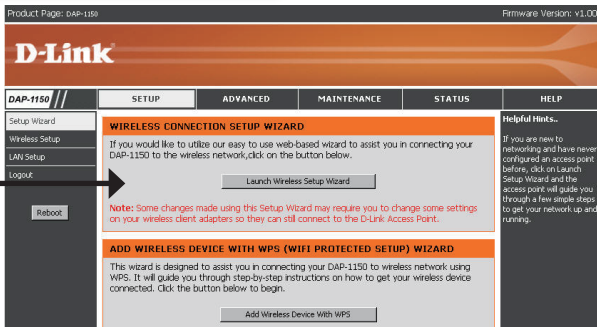 Product Page: DAP-1150
Firmware Version: v1.00
D-Link
DAP-1150
SETUP
ADVANCED
MAINTENANCE
STATUS
HELP
Setup Wizard
Wireless Setup
LAN Setup
Logout
Reboot
WIRELESS CONNECTION SETUP WIZARD
If you would like to utilize our easy to use web-based wizard to assist you in connecting your
DAP-1150 to the wireless network,click on the button below.
Launch Wireless Setup Wizard
Note: Some changes made using this Setup Wizard may require you to change some settings
on your wireless client adapters so they can still connect to the D-Link Access Point.
ADD WIRELESS DEVICE WITH WPS (WIFI PROTECTED SETUP) WIZARD
This wizard is designed to assist you in connecting your DAP-1150 to wireless network using
WPS. It will guide you through step-by-step instructions on how to get your wireless device
connected. Click the button below to begin.
Add Wireless Device With WPS
Helpful Hints..
If you are new to
networking and have never
configured an access point
before, click on Launch
Setup Wizard and the
access point will guide you
through a few simple steps
to get your network up and
running.